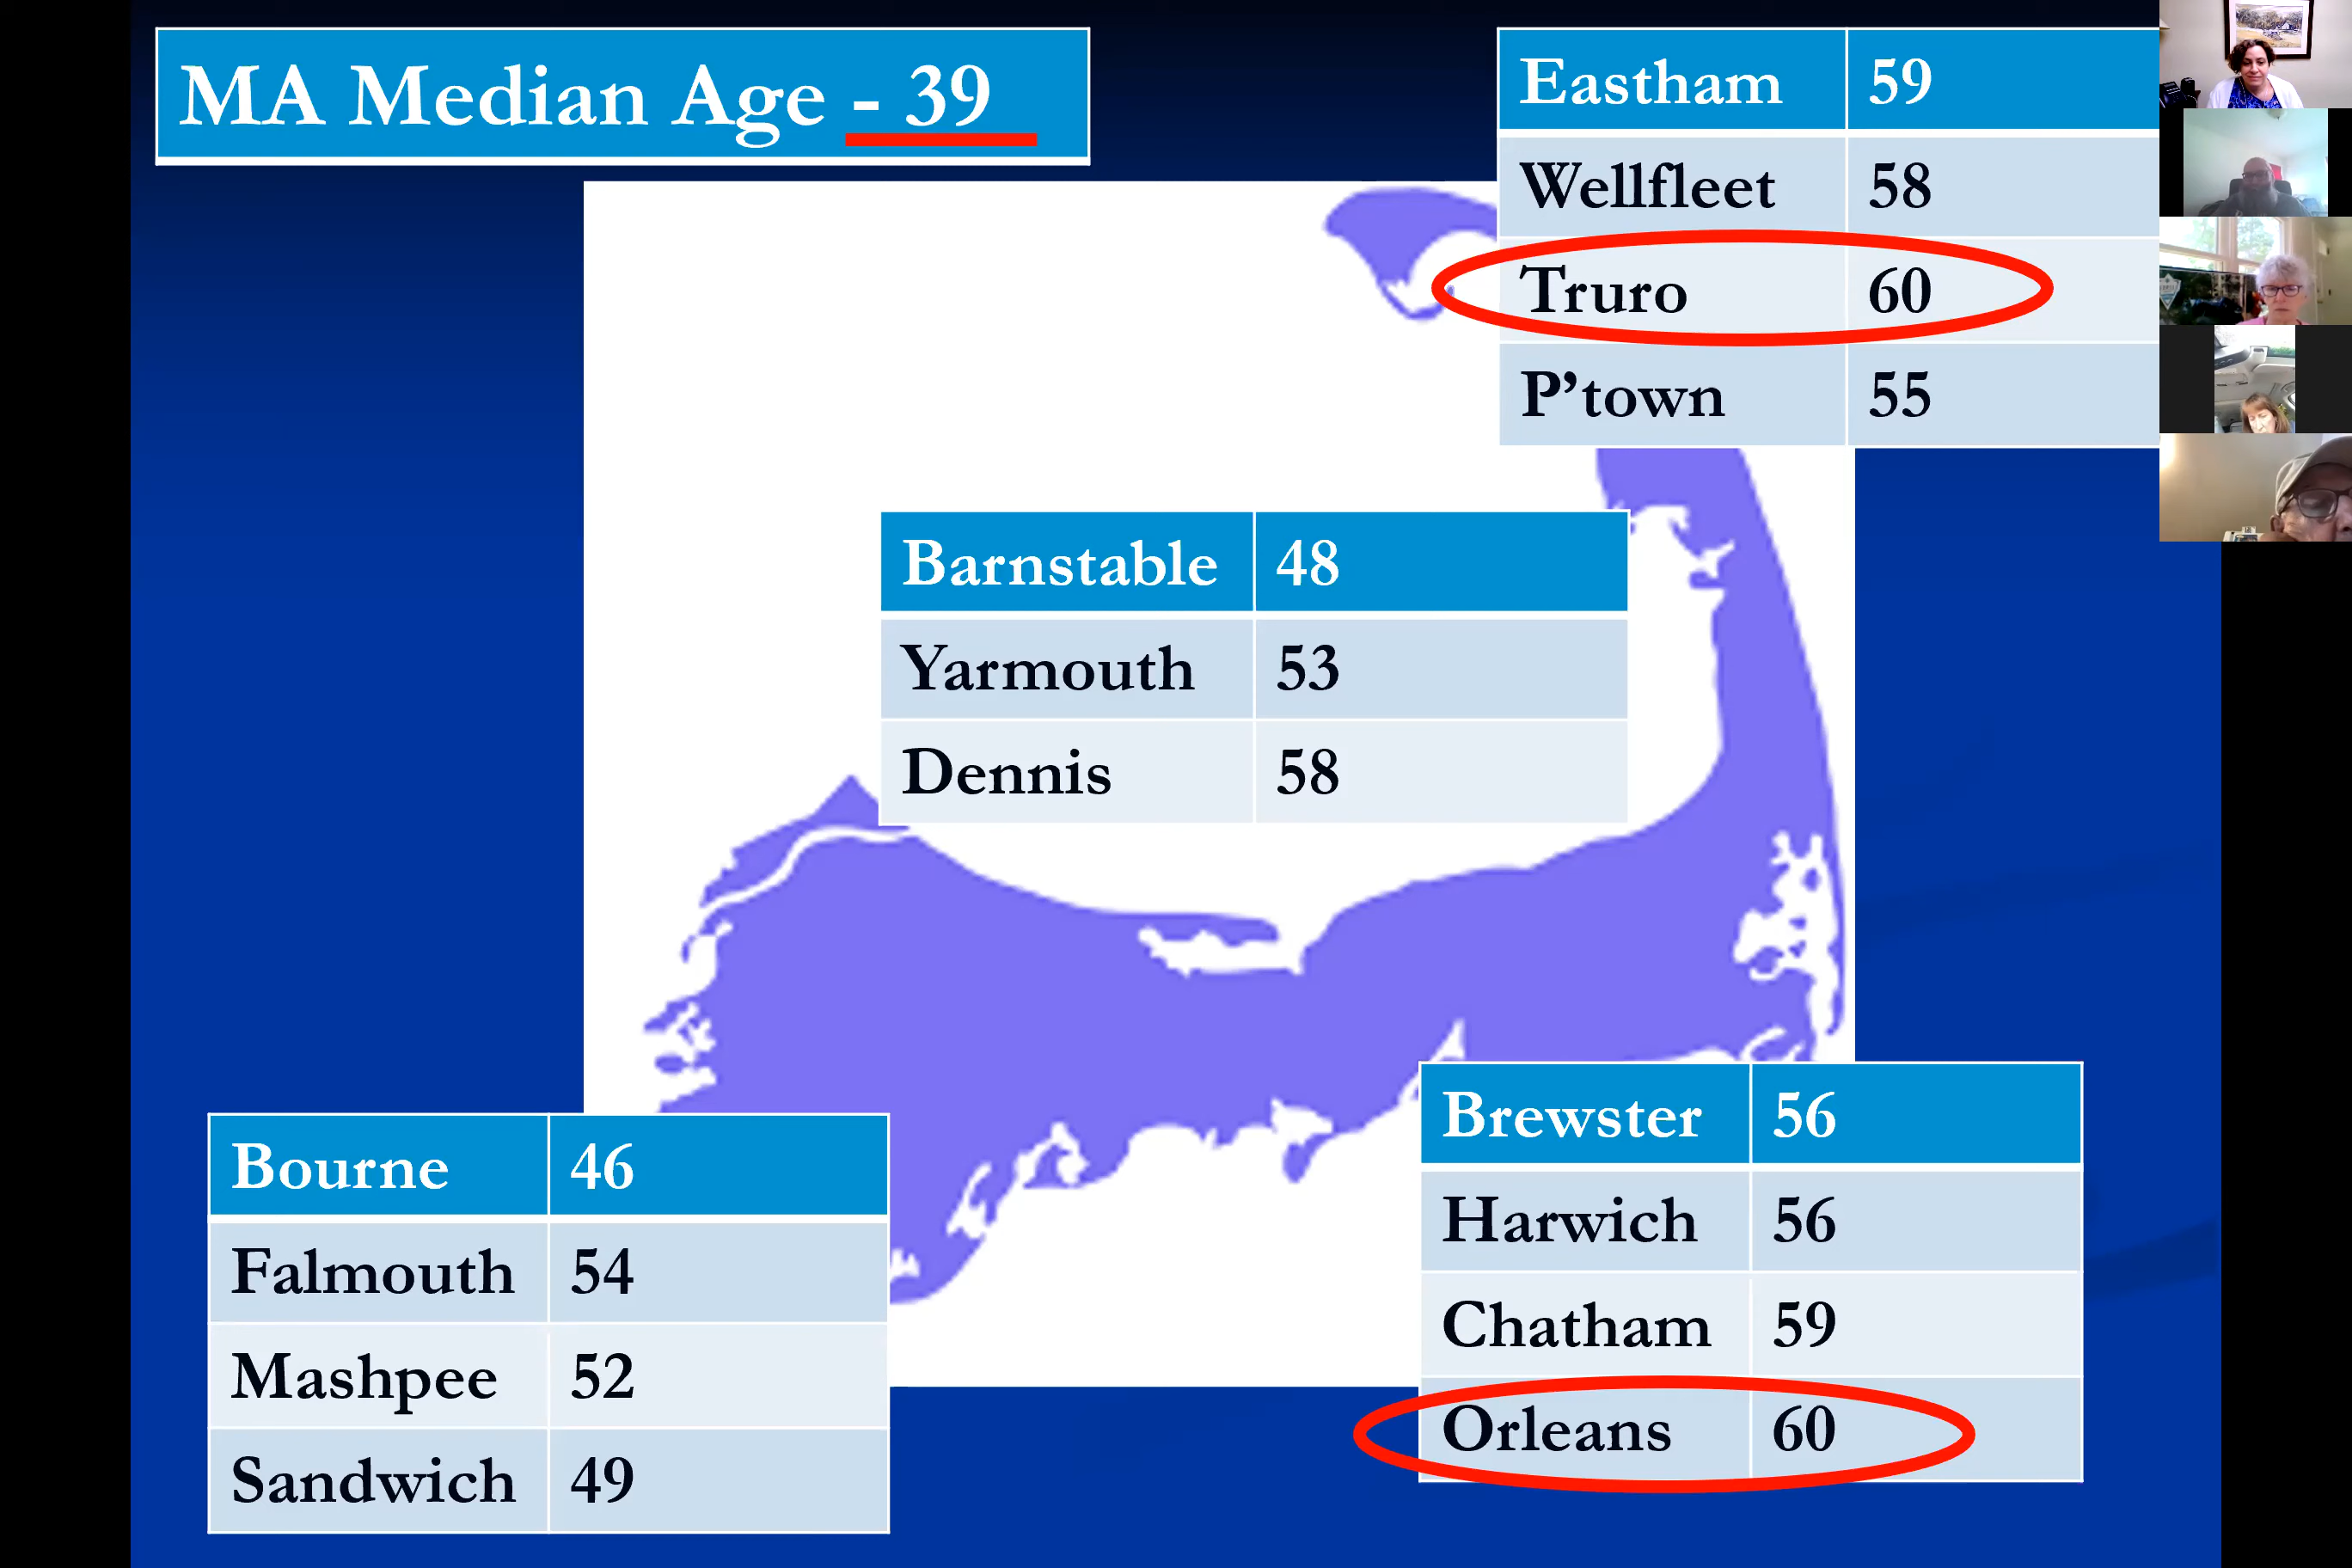 MA Median Age - 39
Eastham 59
Wellfleet 58
Truro 60
P’town 55
Barnstable 48
Yarmouth 53
Dennis 58
Bourne 46
Falmouth 54
Mashpee 52
Sandwich 49
Brewster 56
Harwich 56
Chatham 59
Orleans 60